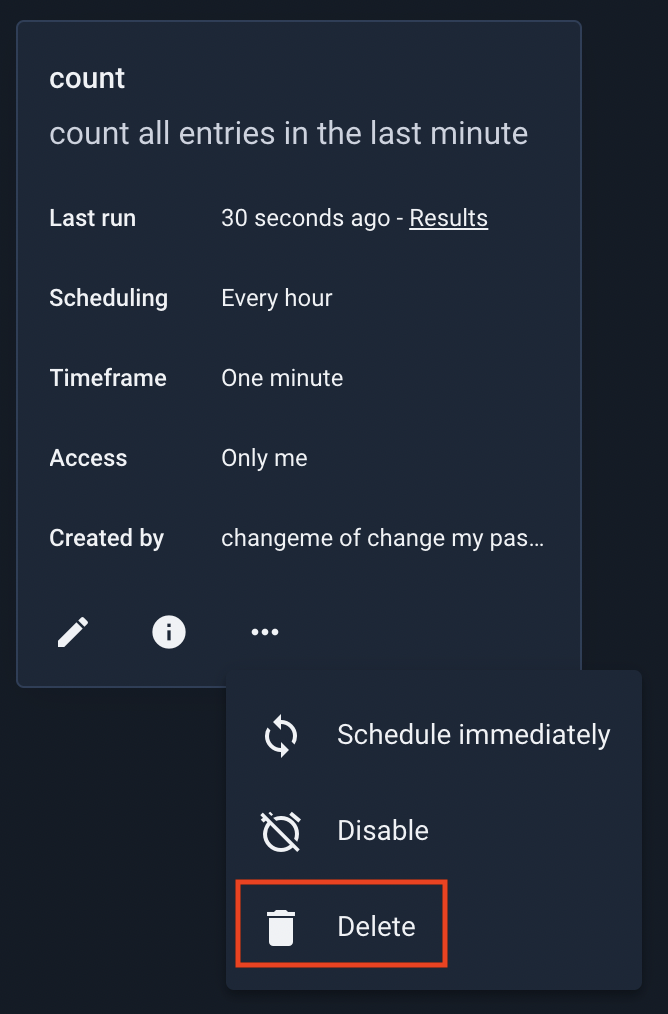 count
count all entries in the last minute
Last run 30 seconds ago - Results
Scheduling Every hour
Timeframe One minute
Access Only me
Created by changeme of change my pas...
Schedule immediately
Disable
Delete